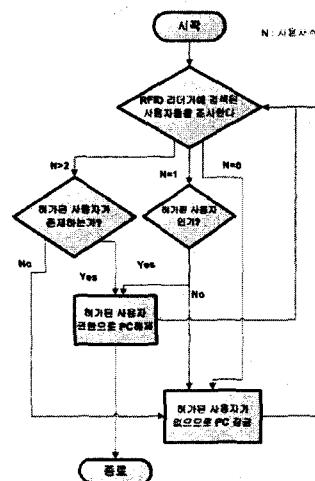 시작
N : 사용자수
RFID 리더기에 검색된
사용자들을 조사한다
N>2
N=1
N=0
허가된 사용자가
존재하는가?
허가된 사용자
인가?
No
Yes
Yes
No
허가된 사용자
권한으로 PC해제
허가된 사용자가
없으므로 PC 잠금
종료